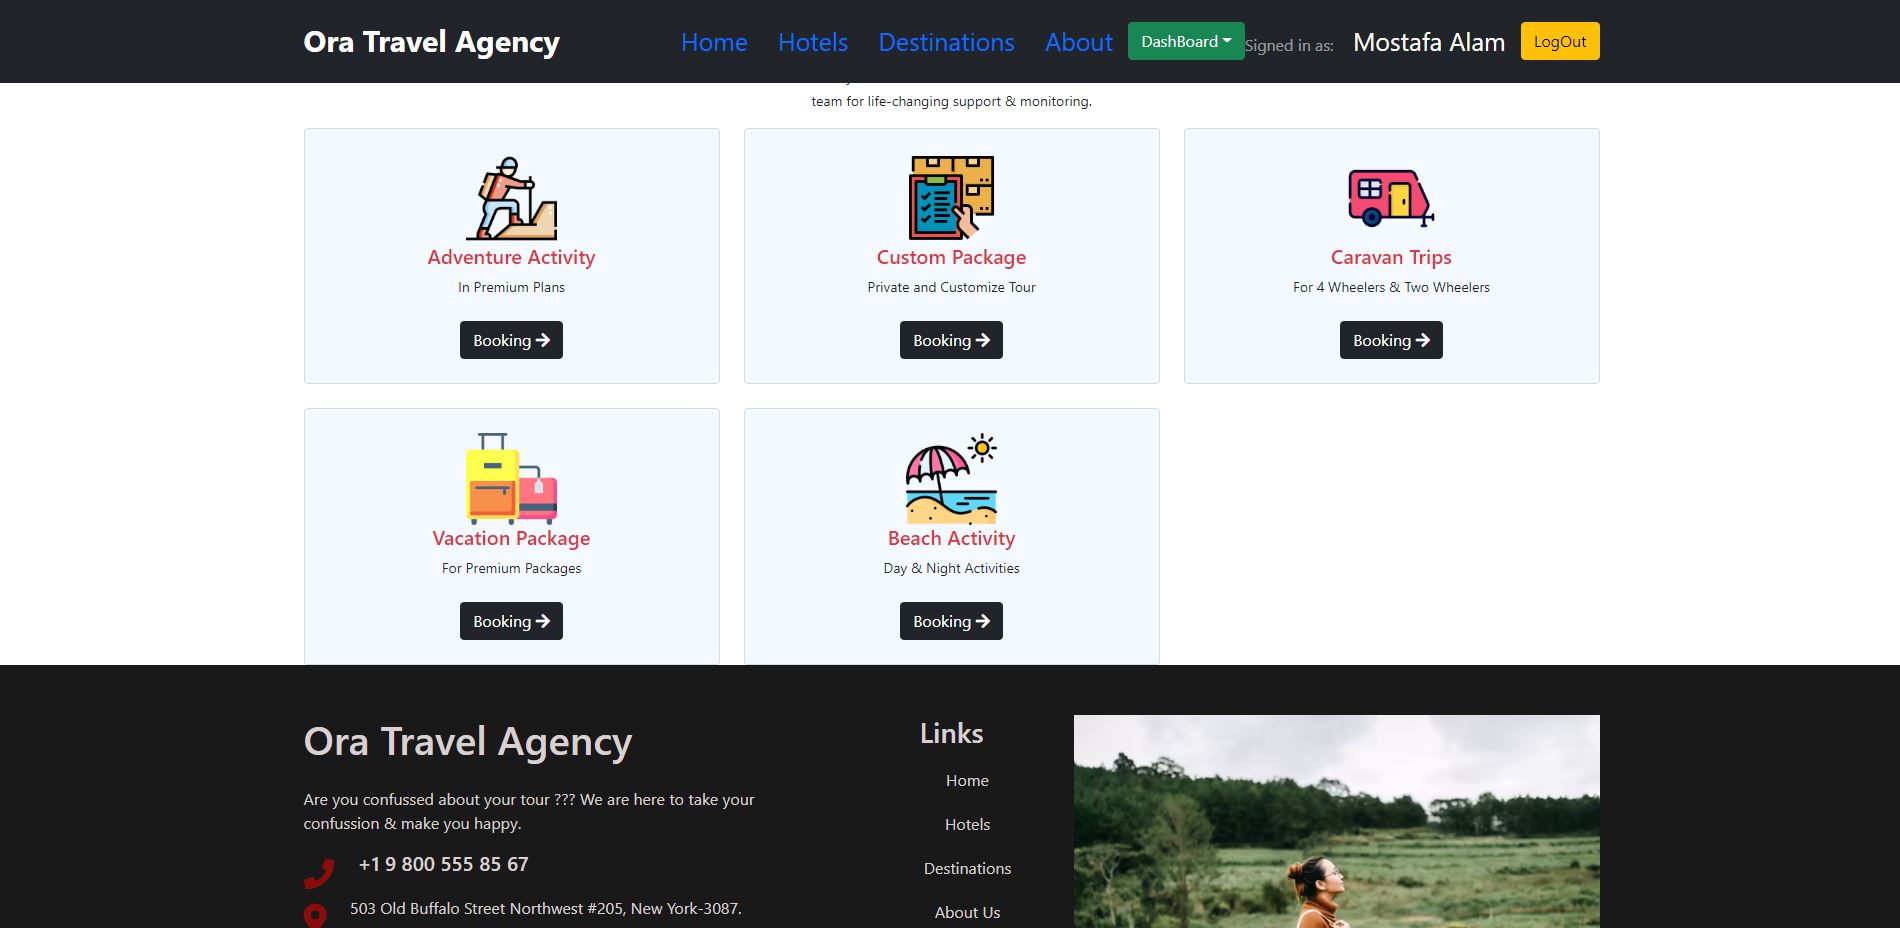 Ora Travel Agency
Home
Hotels
Destinations
About
DashBoard
Signed in as:
Mostafa Alam
LogOut
team for life-changing support & monitoring.
Adventure Activity
In Premium Plans
Booking
Custom Package
Private and Customize Tour
Booking
Caravan Trips
For 4 Wheelers & Two Wheelers
Booking
Vacation Package
For Premium Packages
Booking
Beach Activity
Day & Night Activities
Booking
Ora Travel Agency
Are you confussed about your tour ??? We are here to take your
confussion & make you happy.
+1 9 800 555 85 67
503 Old Buffalo Street Northwest #205, New York-3087.
Links
Home
Hotels
Destinations
About Us